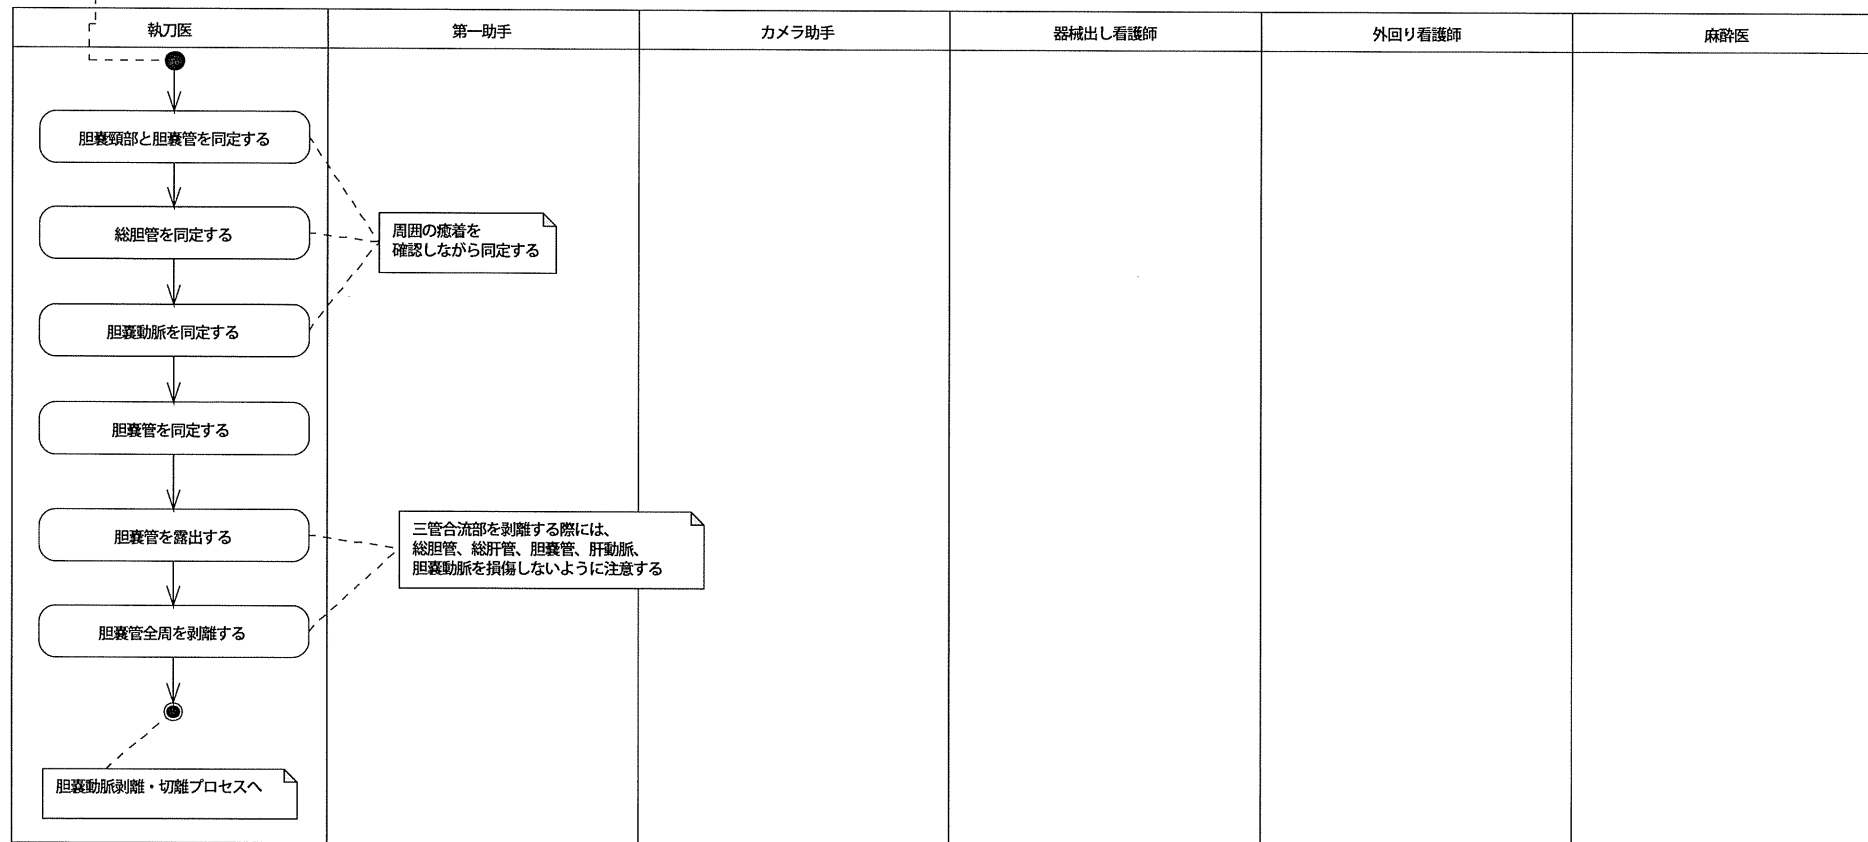 執刀医
第一助手
カメラ助手
器械出し看護師
外回り看護師
麻酔医
胆嚢頸部と胆嚢管を同定する
総胆管を同定する
周囲の癒着を
確認しながら同定する
胆嚢動脈を同定する
胆嚢管を同定する
胆嚢管を露出する
三管合流部を剥離する際には、
総胆管、総肝管、胆嚢管、肝動脈、
胆嚢動脈を損傷しないように注意する
胆嚢管全周を剥離する
胆嚢動脈剥離・切離プロセスへ